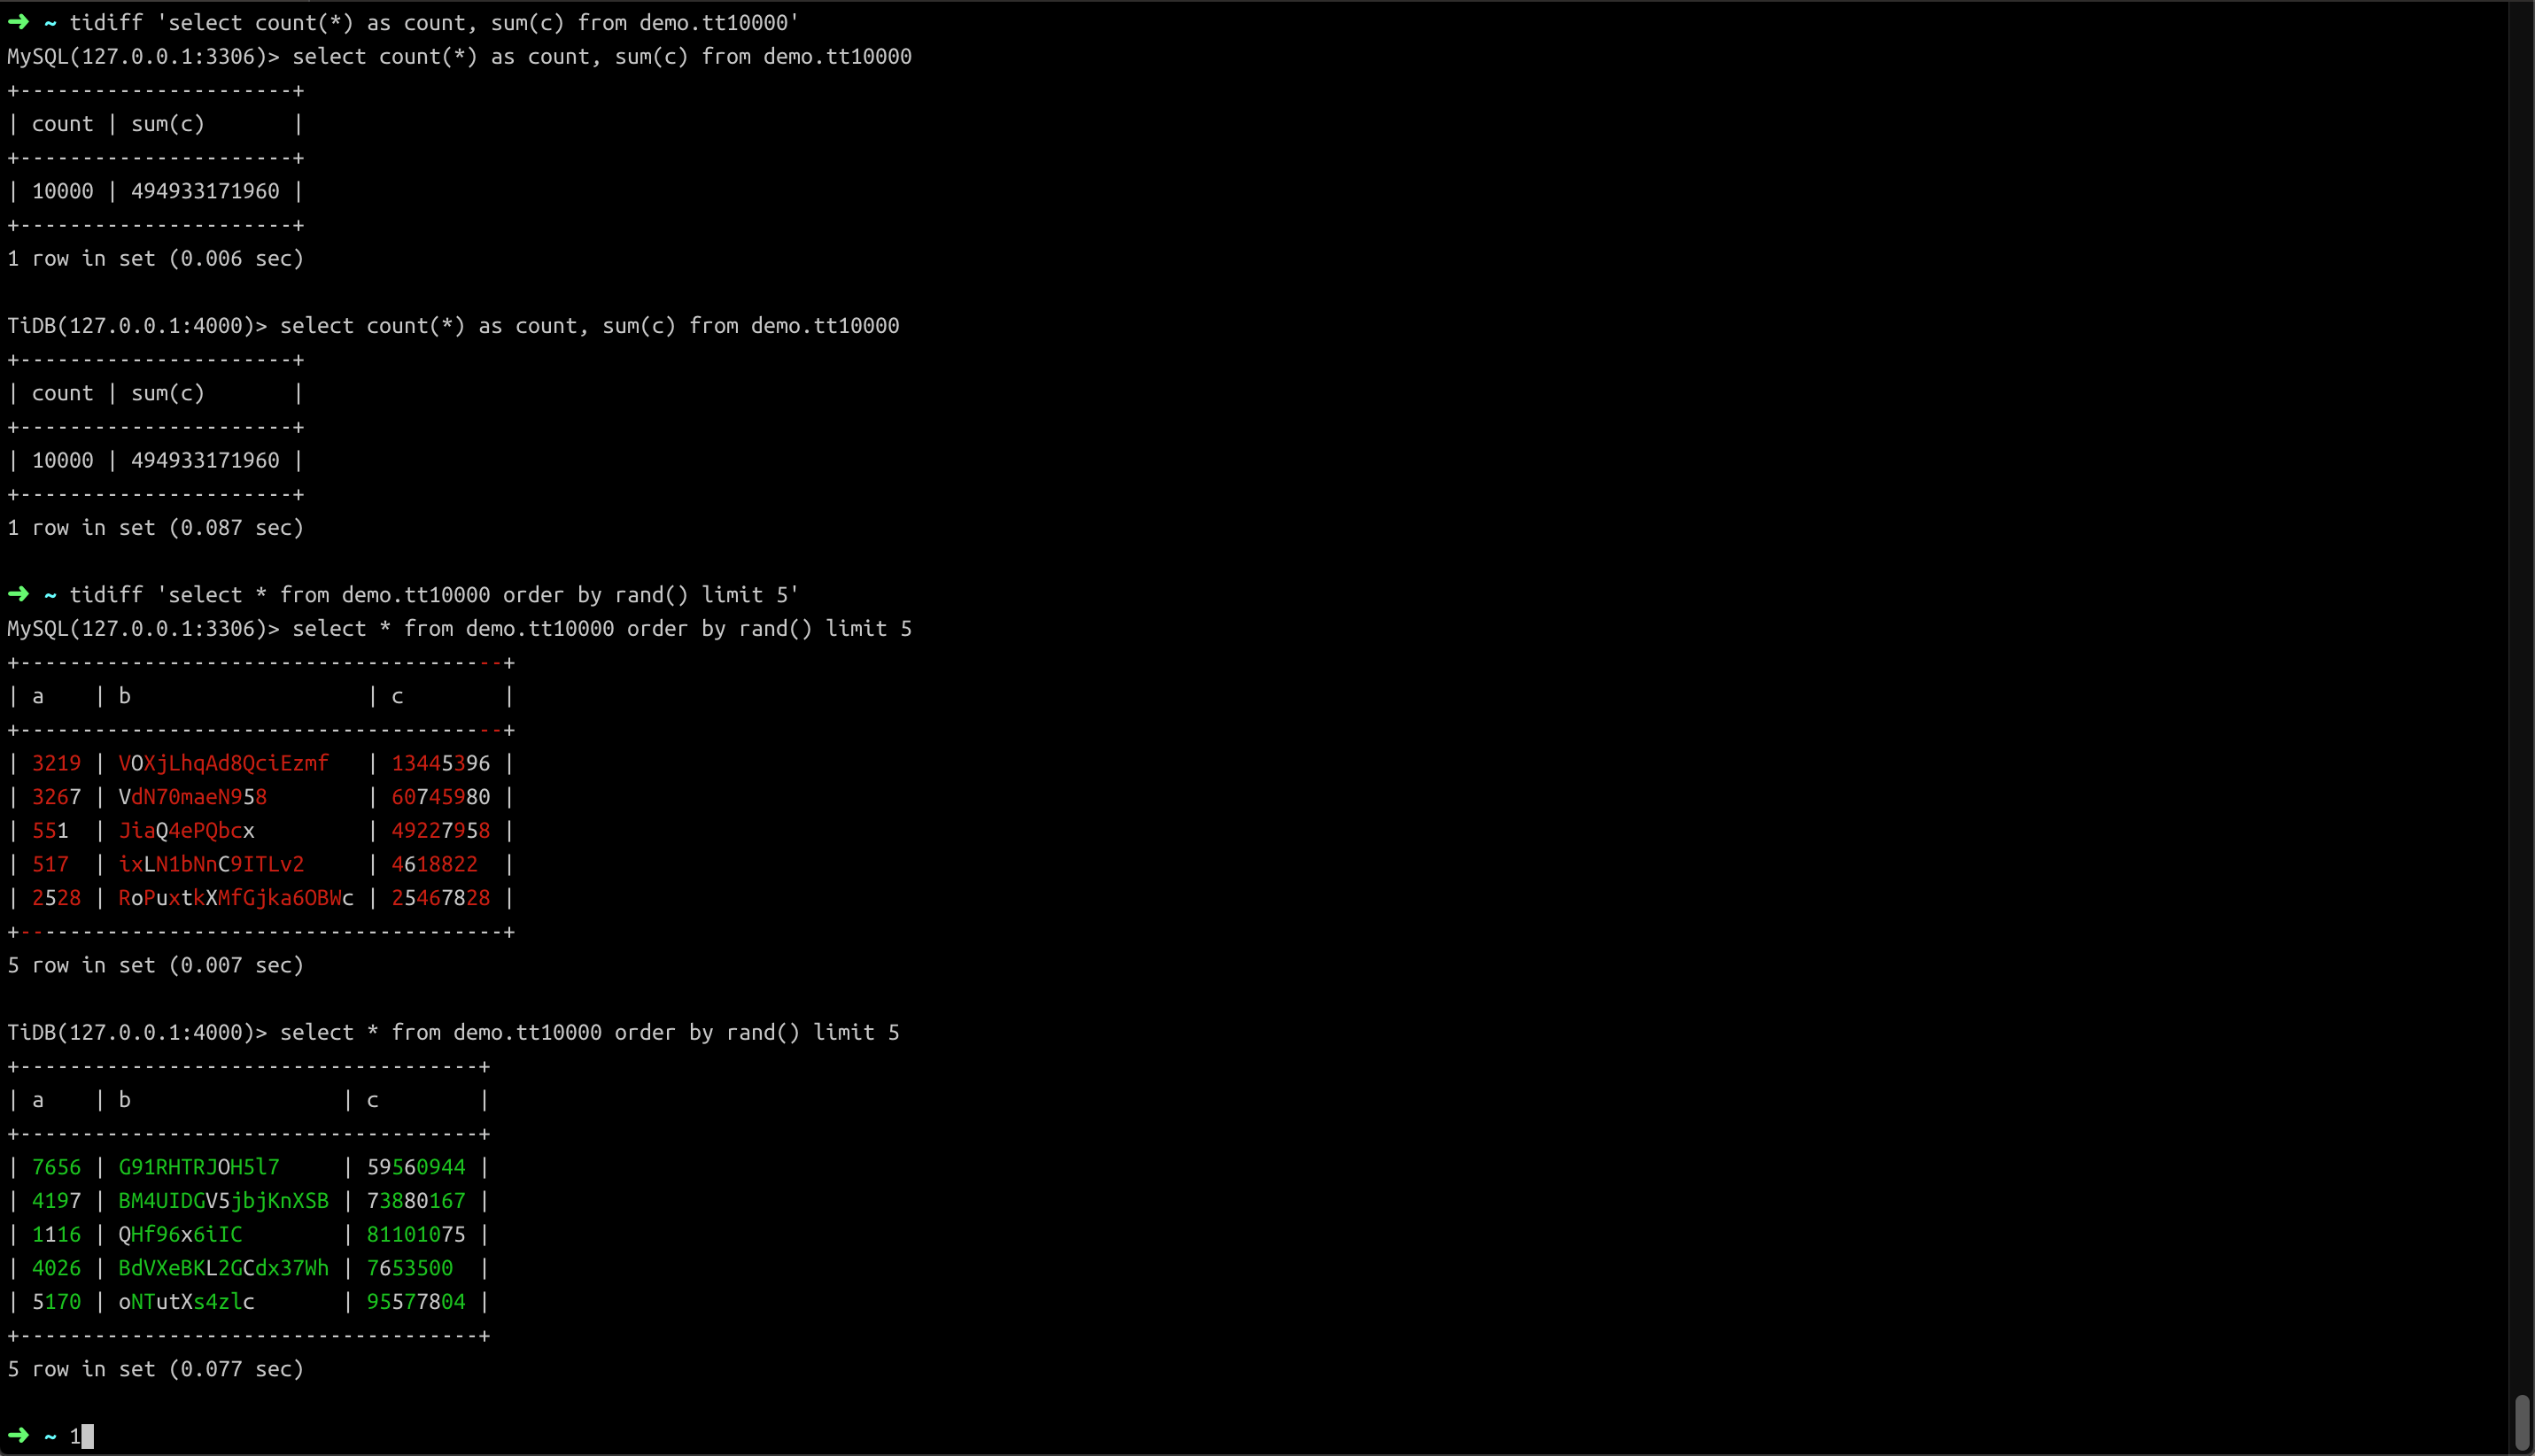 ➜ ~ tidiff 'select count(*) as count, sum(c) from demo.tt10000'
MySQL(127.0.0.1:3306)> select count(*) as count, sum(c) from demo.tt10000
+----------------------+
| count | sum(c)       |
+----------------------+
| 10000 | 494933171960 |
+----------------------+
1 row in set (0.006 sec)

TiDB(127.0.0.1:4000)> select count(*) as count, sum(c) from demo.tt10000
+----------------------+
| count | sum(c)       |
+----------------------+
| 10000 | 494933171960 |
+----------------------+
1 row in set (0.087 sec)

➜ ~ tidiff 'select * from demo.tt10000 order by rand() limit 5'
MySQL(127.0.0.1:3306)> select * from demo.tt10000 order by rand() limit 5
+---------------------------------------+
| a    | b                   | c        |
+---------------------------------------+
| 3219 | VOXjLhqAd8QciEzmf   | 13445396 |
| 3267 | VdN70maeN958        | 60745980 |
| 551  | JiaQ4ePQbcx         | 49227958 |
| 517  | ixLN1bNnC9ITLv2     | 4618822  |
| 2528 | RoPuxtkXMfGjka6OBWc | 25467828 |
+---------------------------------------+
5 row in set (0.007 sec)

TiDB(127.0.0.1:4000)> select * from demo.tt10000 order by rand() limit 5
+-------------------------------------+
| a    | b                 | c        |
+-------------------------------------+
| 7656 | G91RHTRJOH5l7     | 59560944 |
| 4197 | BM4UIDGV5jbjKnXSB | 73880167 |
| 1116 | QHf96x6iIC        | 81101075 |
| 4026 | BdVXeBKL2GCdx37Wh | 7653500  |
| 5170 | oNTutXs4zlc       | 95577804 |
+-------------------------------------+
5 row in set (0.077 sec)

➜ ~ 1